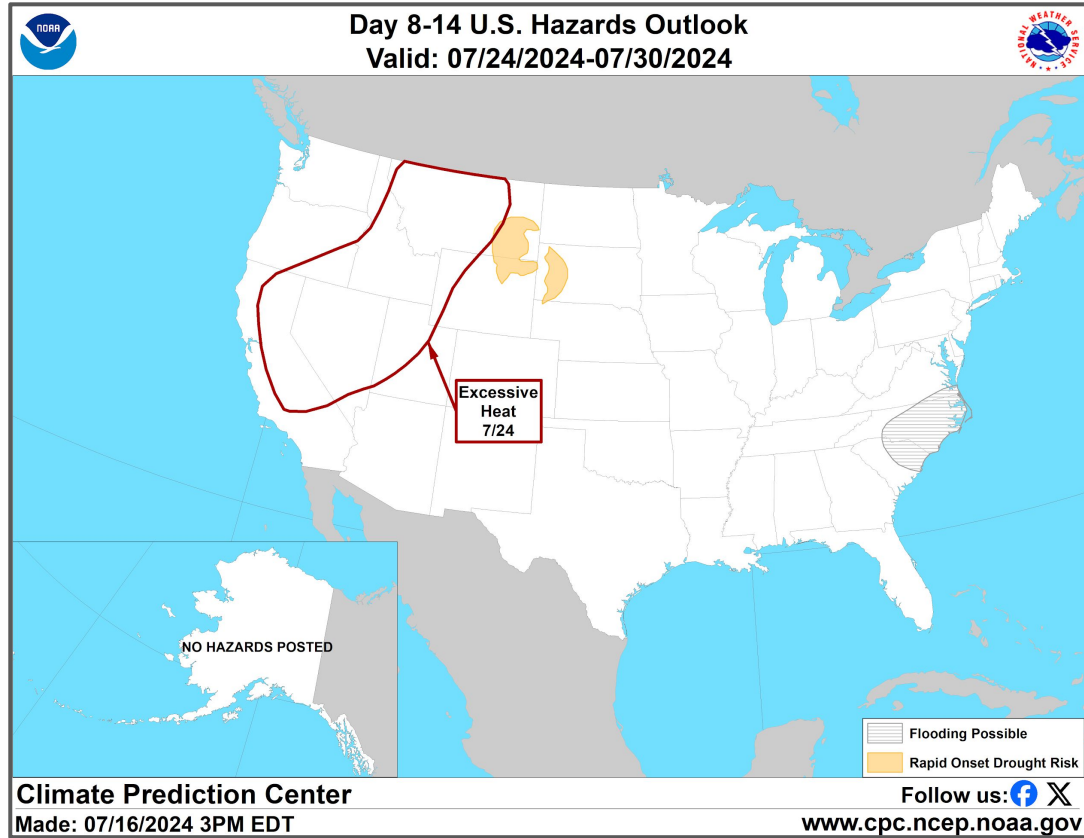 NOAA
Day 8-14 U.S. Hazards Outlook
Valid: 07/24/2024-07/30/2024
NATIONAL WEATHER SERVICE
Excessive
Heat
7/24
NO HAZARDS POSTED
Flooding Possible
Rapid Onset Drought Risk
Climate Prediction Center
Follow us:
Made: 07/16/2024 3PM EDT
www.cpc.ncep.noaa.gov